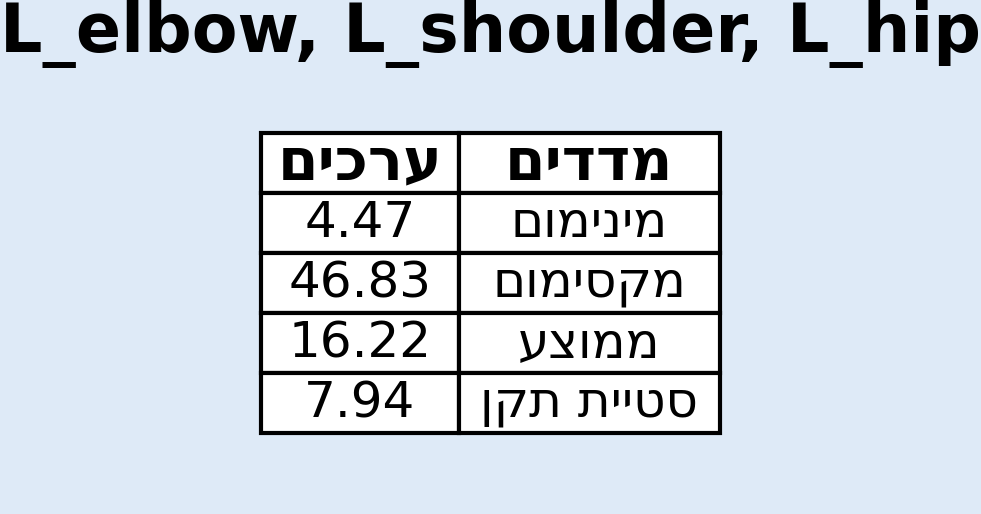 L_elbow, L_shoulder, L_hip
מדדים ערכים
מינימום 4.47
מקסימום 46.83
ממוצע 16.22
סטיית תקן 7.94